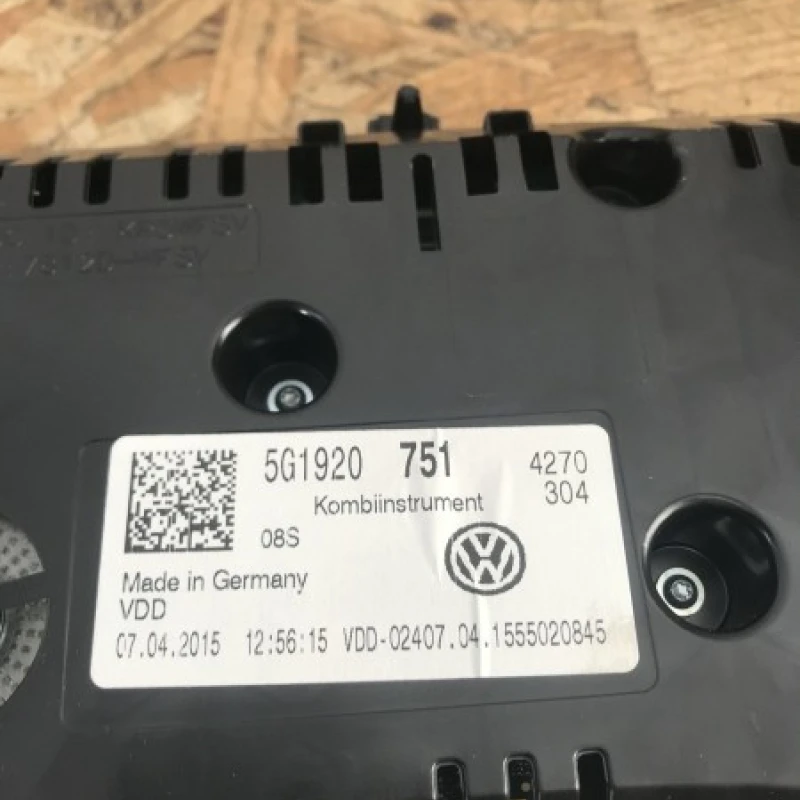 5G1920 751 4270
Kombiinstrument 304
08S
Made in Germany
VDD
07.04.2015 12:56:15 VDD-02407.04.1555020845